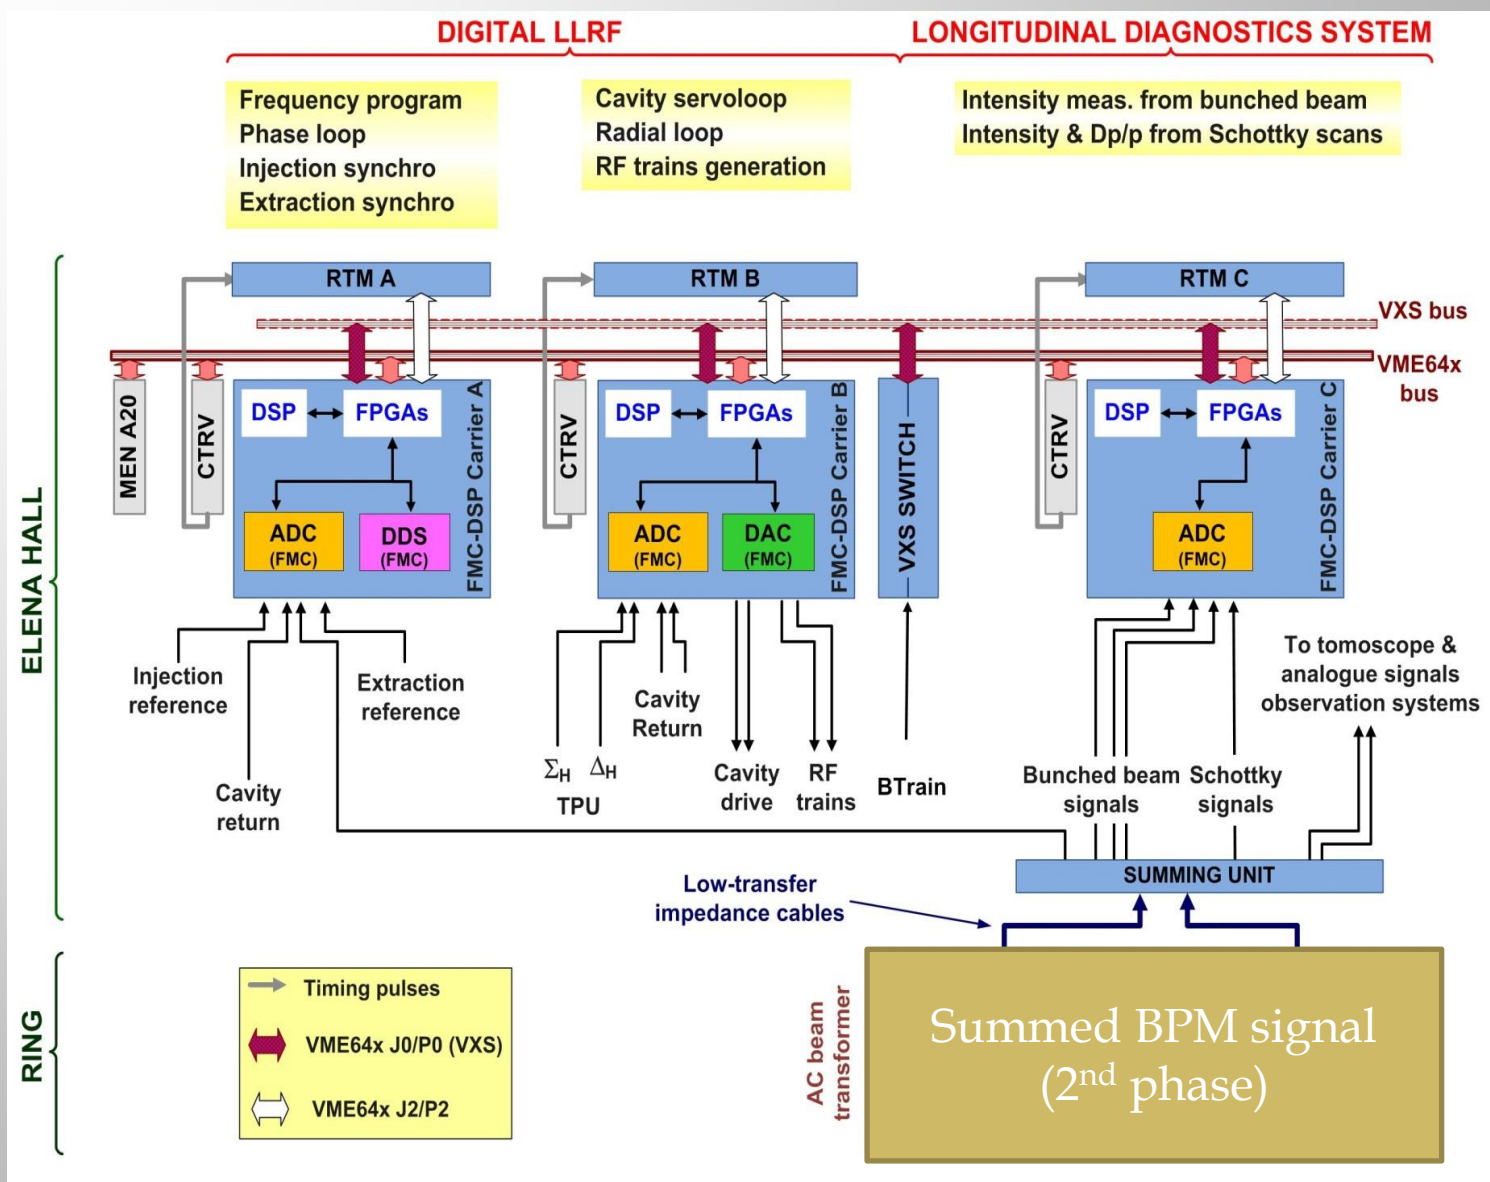 DIGITAL LLRF
LONGITUDINAL DIAGNOSTICS SYSTEM
Frequency program
Phase loop
Injection synchro
Extraction synchro
Cavity servoloop
Radial loop
RF trains generation
Intensity meas. from bunched beam
Intensity & Dp/p from Schottky scans
ELENA HALL
RTM A
RTM B
RTM C
VXS bus
VME64x
bus
MEN A20
CTRV
DSP
FPGAs
ADC
(FMC)
DDS
(FMC)
FMC-DSP Carrier A
CTRV
DSP
FPGAs
ADC
(FMC)
DAC
(FMC)
FMC-DSP Carrier B
VXS SWITCH
CTRV
DSP
FPGAs
ADC
(FMC)
FMC-DSP Carrier C
Injection
reference
Extraction
reference
Cavity
return
Cavity
Return
ΣH
ΔH
TPU
Cavity
drive
RF
trains
BTrain
Bunched beam
signals
Schottky
signals
To tomoscope &
analogue signals
observation systems
SUMMING UNIT
Low-transfer
impedance cables
RING
Timing pulses
VME64x J0/P0 (VXS)
VME64x J2/P2
AC beam
transformer
Summed BPM signal
(2nd phase)